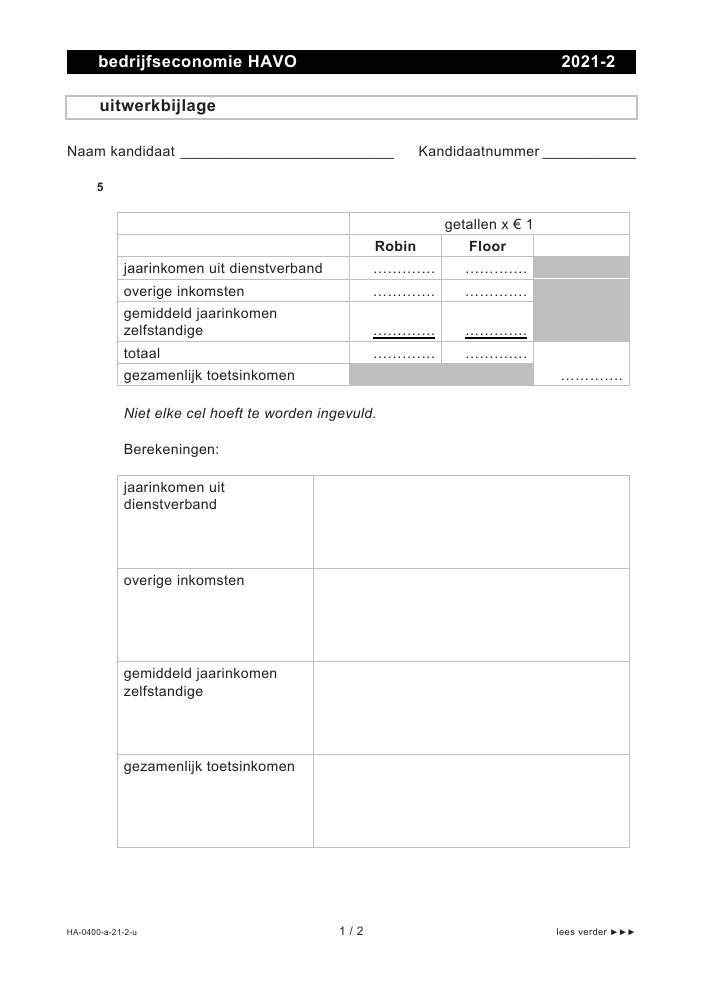 bedrijfseconomie HAVO 2021-2
uitwerkbijlage
Naam kandidaat ___________________________ Kandidaatnummer ____________
5
getallen x € 1
Robin Floor
jaarinkomen uit dienstverband …………. ………….
overige inkomsten …………. ………….
gemiddeld jaarinkomen
zelfstandige …………. ………….
totaal …………. ………….
gezamenlijk toetsinkomen ………….
Niet elke cel hoeft te worden ingevuld.
Berekeningen:
jaarinkomen uit
dienstverband
overige inkomsten
gemiddeld jaarinkomen
zelfstandige
gezamenlijk toetsinkomen
HA-0400-a-21-2-u 1 / 2 lees verder ►►►